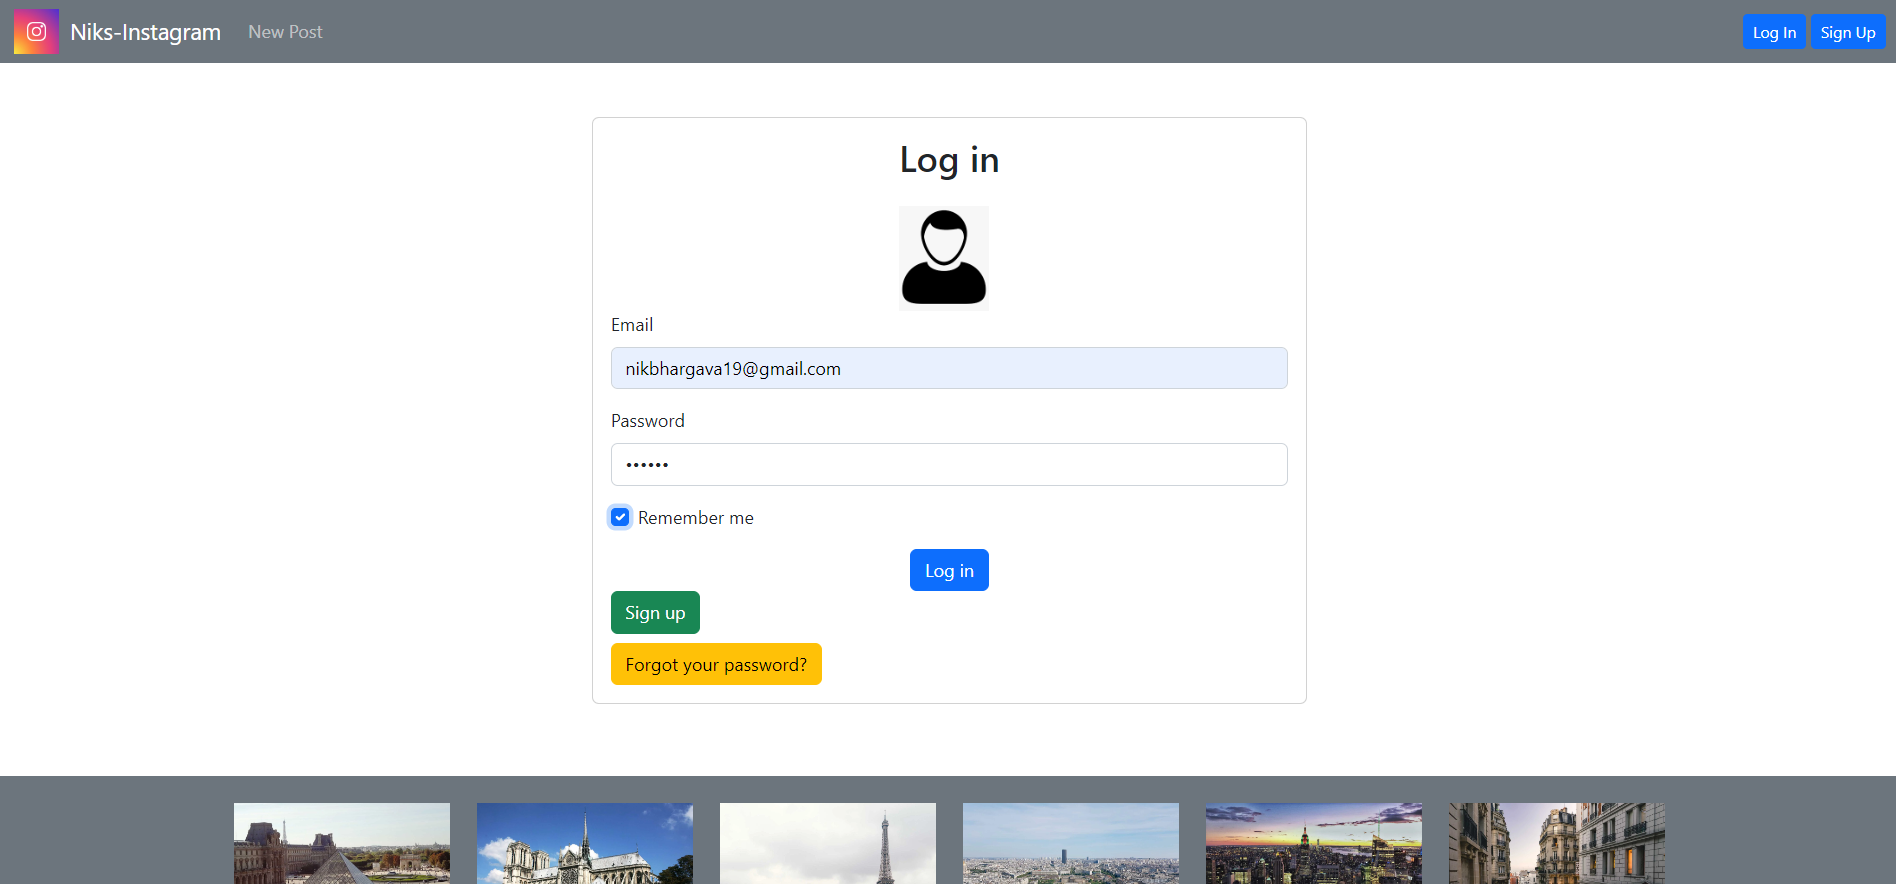 Niks-Instagram New Post Log In Sign Up
Log in
Email
nikbhargava19@gmail.com
Password
••••••
Remember me
Log in
Sign up
Forgot your password?